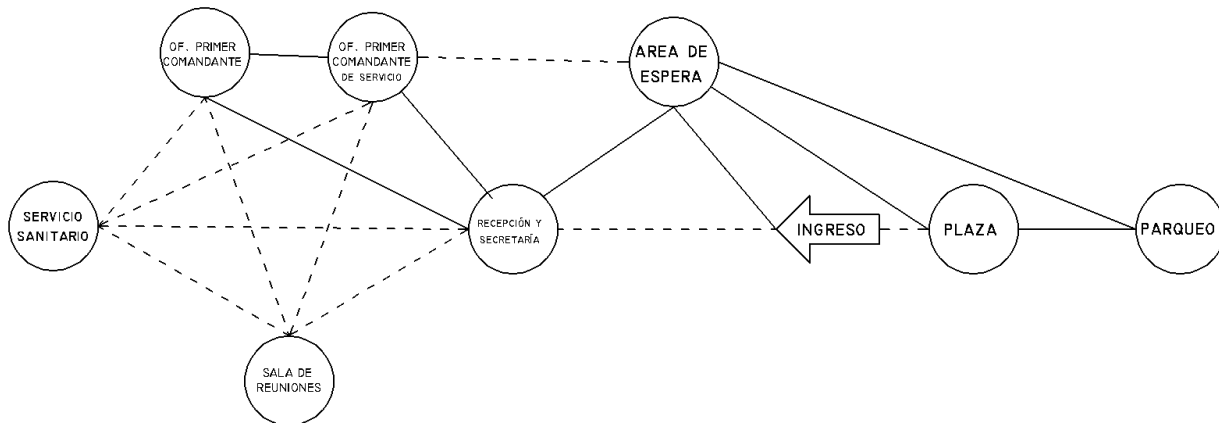 OF. PRIMER
COMANDANTE
OF. PRIMER
COMANDANTE
DE SERVICIO
AREA DE
ESPERA
SERVICIO
SANITARIO
RECEPCIÓN Y
SECRETARÍA
INGRESO
PLAZA
PARQUEO
SALA DE
REUNIONES